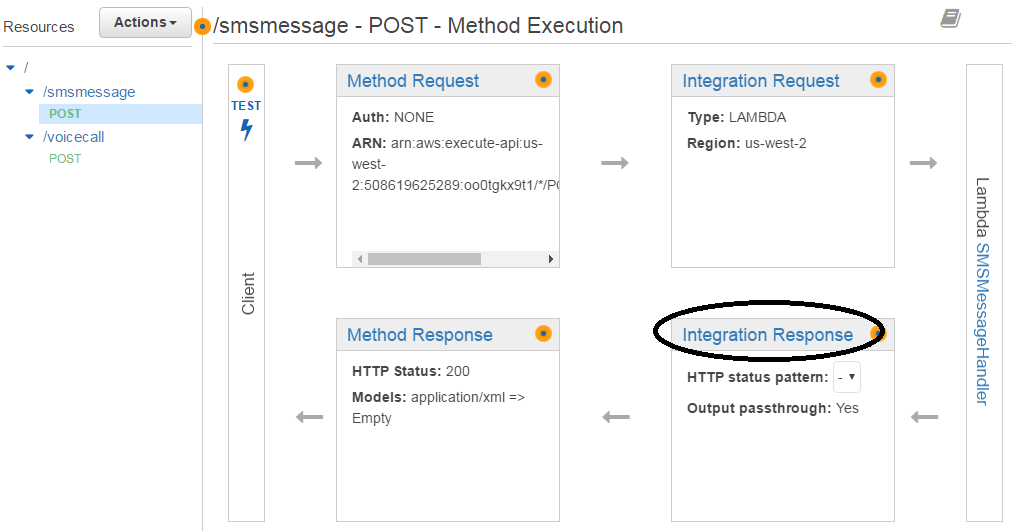 Resources
Actions
/smsmessage - POST - Method Execution
/
/smsmessage
POST
/voicecall
POST
TEST
Client
Method Request
Auth: NONE
ARN: arn:aws:execute-api:us-
west-
2:508619625289:oo0tgkx9t1/*/PO
Integration Request
Type: LAMBDA
Region: us-west-2
Lambda SMSMessageHandler
Method Response
HTTP Status: 200
Models: application/xml =>
Empty
Integration Response
HTTP status pattern: -
Output passthrough: Yes